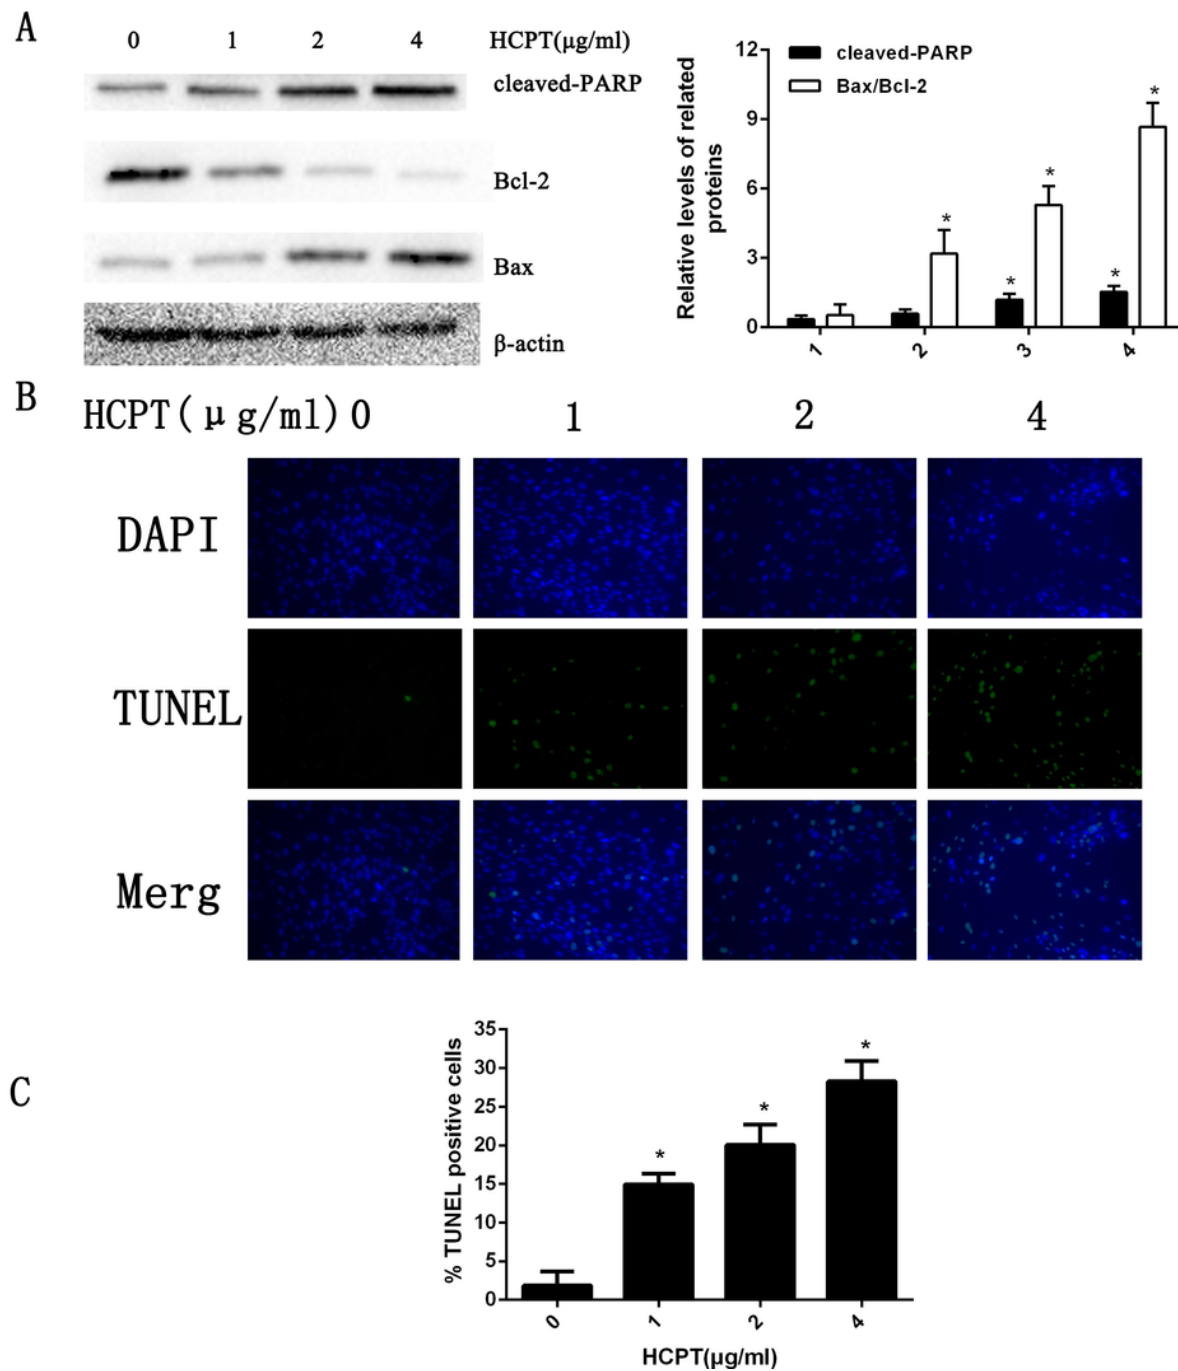 A
0 1 2 4 HCPT(μg/ml)
cleaved-PARP
Bcl-2
Bax
β-actin
12
9
6
3
0
Relative levels of related
proteins
cleaved-PARP
Bax/Bcl-2
*
*
*
*
*
1 2 3 4
B
HCPT(μg/ml) 0 1 2 4
DAPI
TUNEL
Merg
C
35
30
25
20
15
10
5
0
% TUNEL positive cells
*
*
*
0 1 2 4
HCPT(μg/ml)